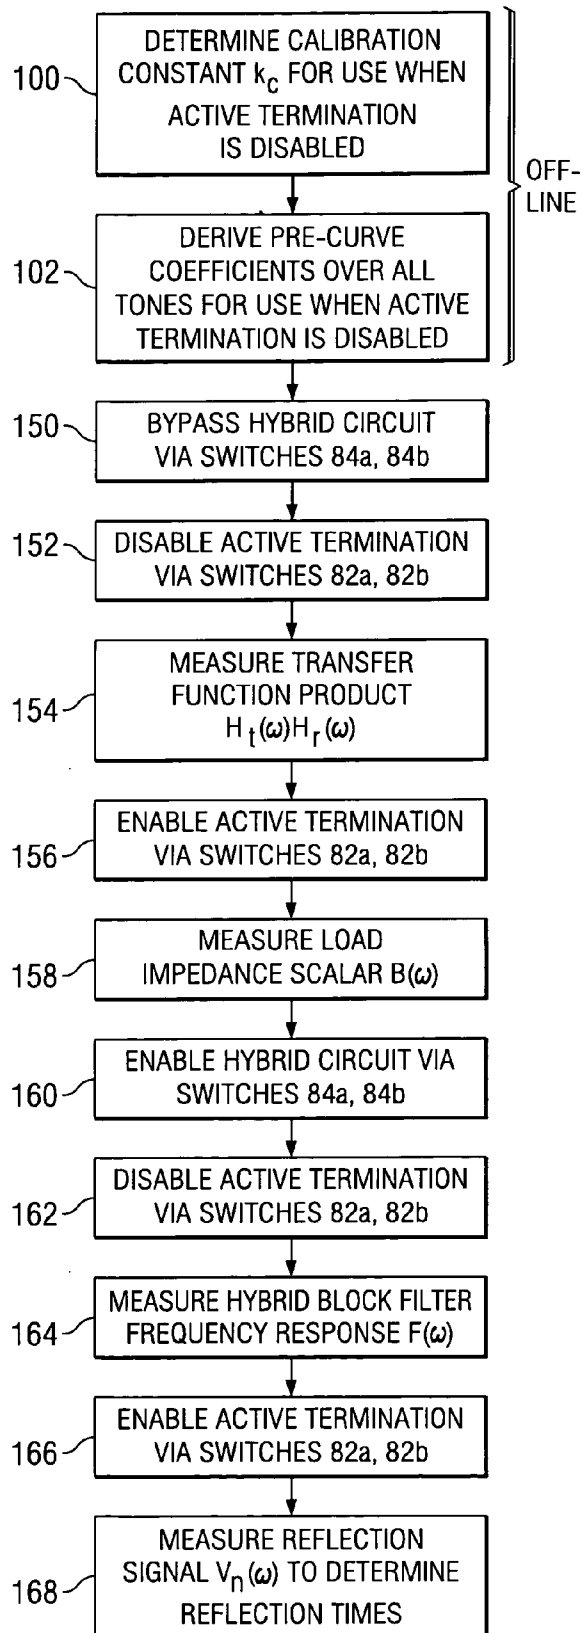 100
DETERMINE CALIBRATION
CONSTANT kc FOR USE WHEN
ACTIVE TERMINATION
IS DISABLED
OFF-
LINE
102
DERIVE PRE-CURVE
COEFFICIENTS OVER ALL
TONES FOR USE WHEN ACTIVE
TERMINATION IS DISABLED
150
BYPASS HYBRID CIRCUIT
VIA SWITCHES 84a, 84b
152
DISABLE ACTIVE TERMINATION
VIA SWITCHES 82a, 82b
154
MEASURE TRANSFER
FUNCTION PRODUCT
Ht(ω)Hr(ω)
156
ENABLE ACTIVE TERMINATION
VIA SWITCHES 82a, 82b
158
MEASURE LOAD
IMPEDANCE SCALAR B(ω)
160
ENABLE HYBRID CIRCUIT VIA
SWITCHES 84a, 84b
162
DISABLE ACTIVE TERMINATION
VIA SWITCHES 82a, 82b
164
MEASURE HYBRID BLOCK FILTER
FREQUENCY RESPONSE F(ω)
166
ENABLE ACTIVE TERMINATION
VIA SWITCHES 82a, 82b
168
MEASURE REFLECTION
SIGNAL Vn(ω) TO DETERMINE
REFLECTION TIMES